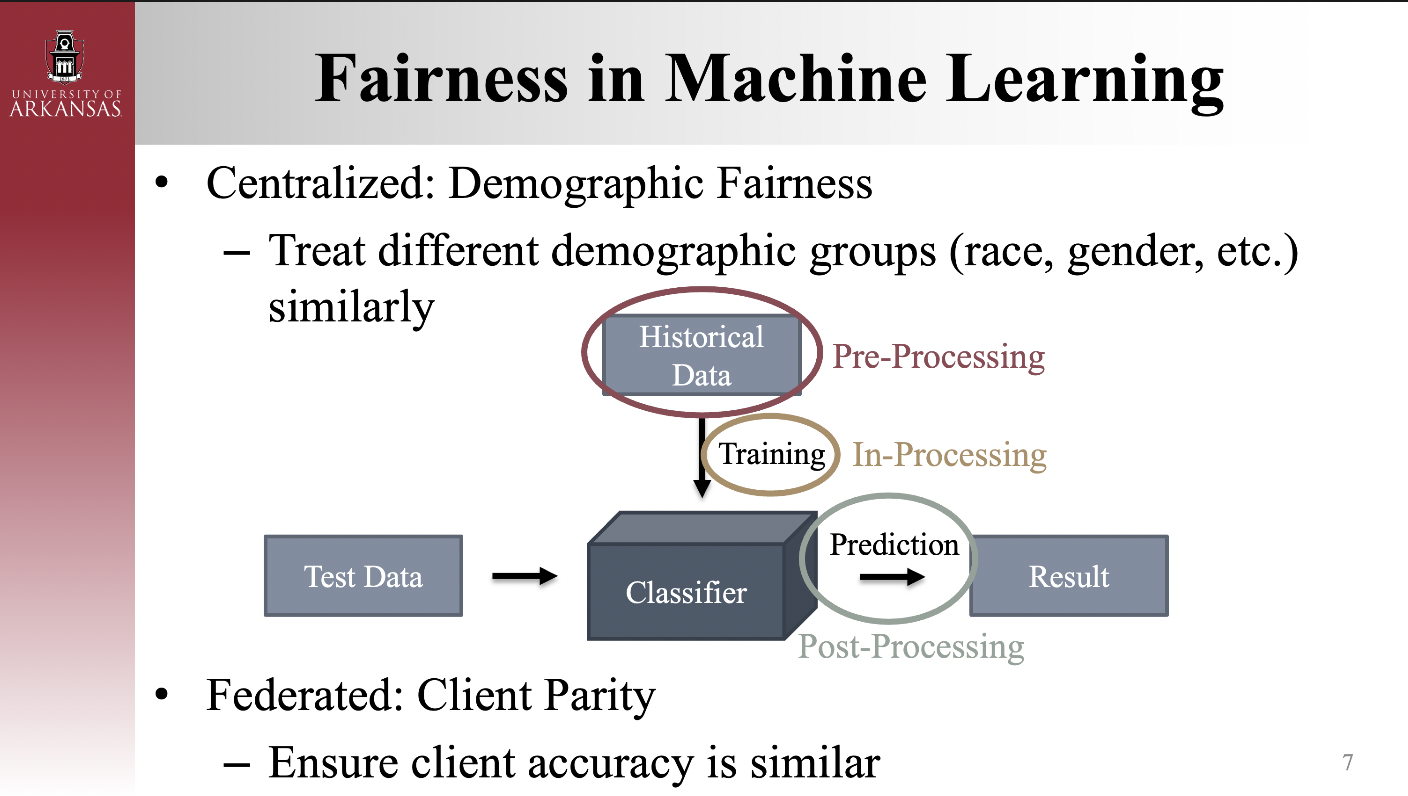 UNIVERSITY OF
ARKANSAS
Fairness in Machine Learning
• Centralized: Demographic Fairness
– Treat different demographic groups (race, gender, etc.)
similarly
Historical
Data
Pre-Processing
Training
In-Processing
Test Data
Classifier
Prediction
Result
Post-Processing
• Federated: Client Parity
– Ensure client accuracy is similar
7